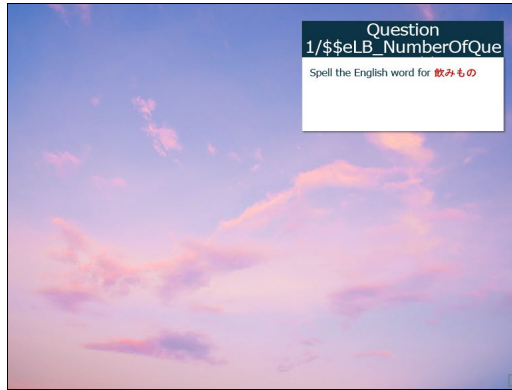 Question
1/$$eLB_NumberOfQue
Spell the English word for 飲みもの